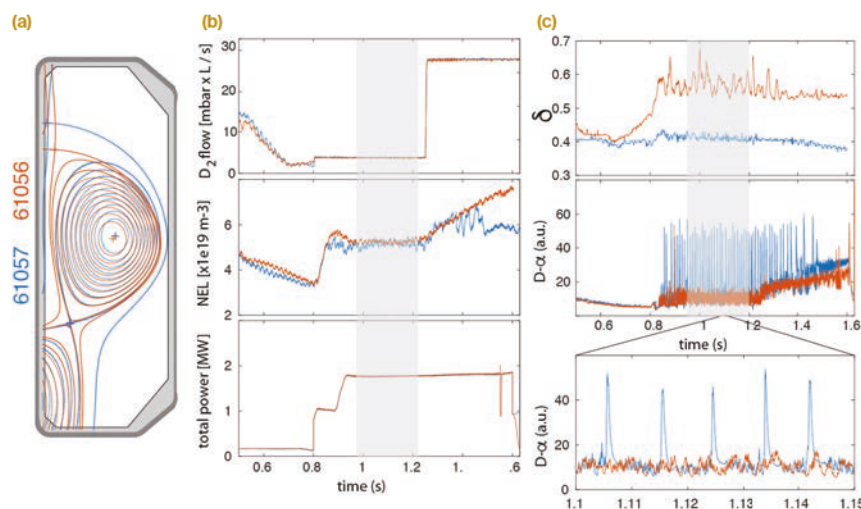 (a)
61057 61056
(b)
D2 flow [mbar x L / s]
30
20
10
0
NEL [x1e19 m-3]
6
4
2
total power [MW]
2
1
0
0.6 0.8 1 1.2 1. .6
time (s)
(c)
δ
0.7
0.6
0.5
0.4
0.3
D-α (a.u.)
60
40
20
0.6 0.8 1 1.2 1.4 1.6
time (s)
D-α (a.u.)
40
20
0
1.1 1.11 1.12 1.13 1.14 1.15